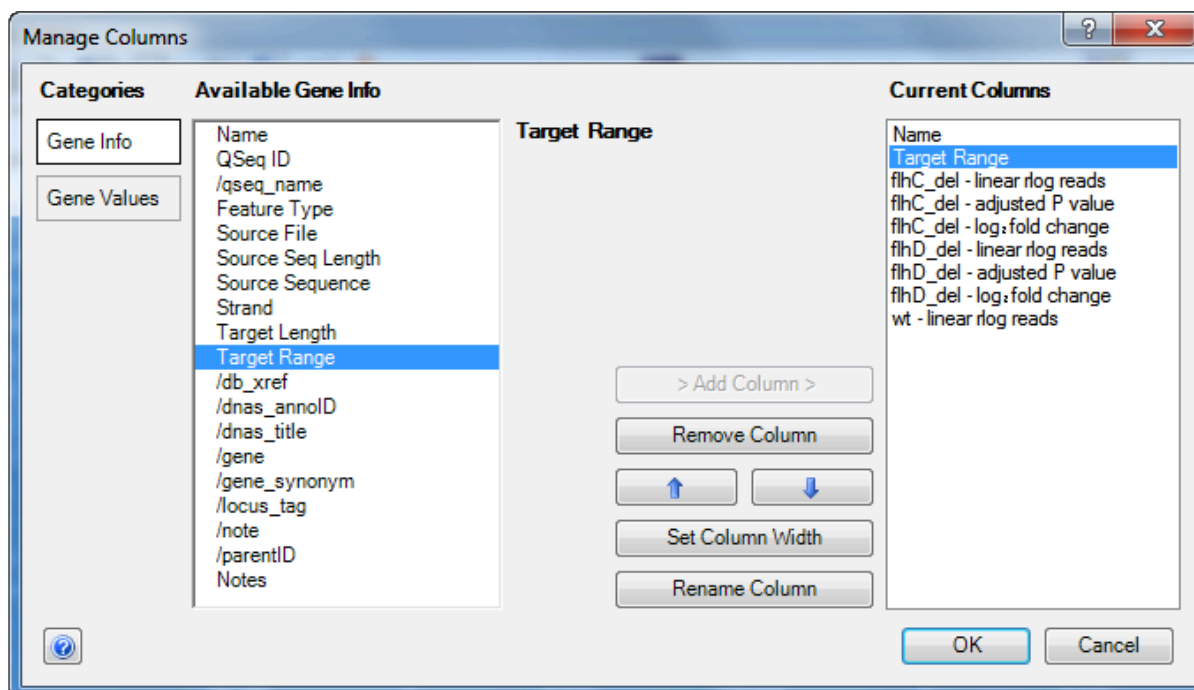 Manage Columns
Categories
Gene Info
Gene Values
Available Gene Info
Name
QSeq ID
/qseq_name
Feature Type
Source File
Source Seq Length
Source Sequence
Strand
Target Length
Target Range
/db_xref
/dnas_annoID
/dnas_title
/gene
/gene_synonym
/locus_tag
/note
/parentID
Notes
Target Range
> Add Column >
Remove Column
Set Column Width
Rename Column
Current Columns
Name
Target Range
flhC_del - linear rlog reads
flhC_del - adjusted P value
flhC_del - log₂fold change
flhD_del - linear rlog reads
flhD_del - adjusted P value
flhD_del - log₂fold change
wt - linear rlog reads
OK
Cancel